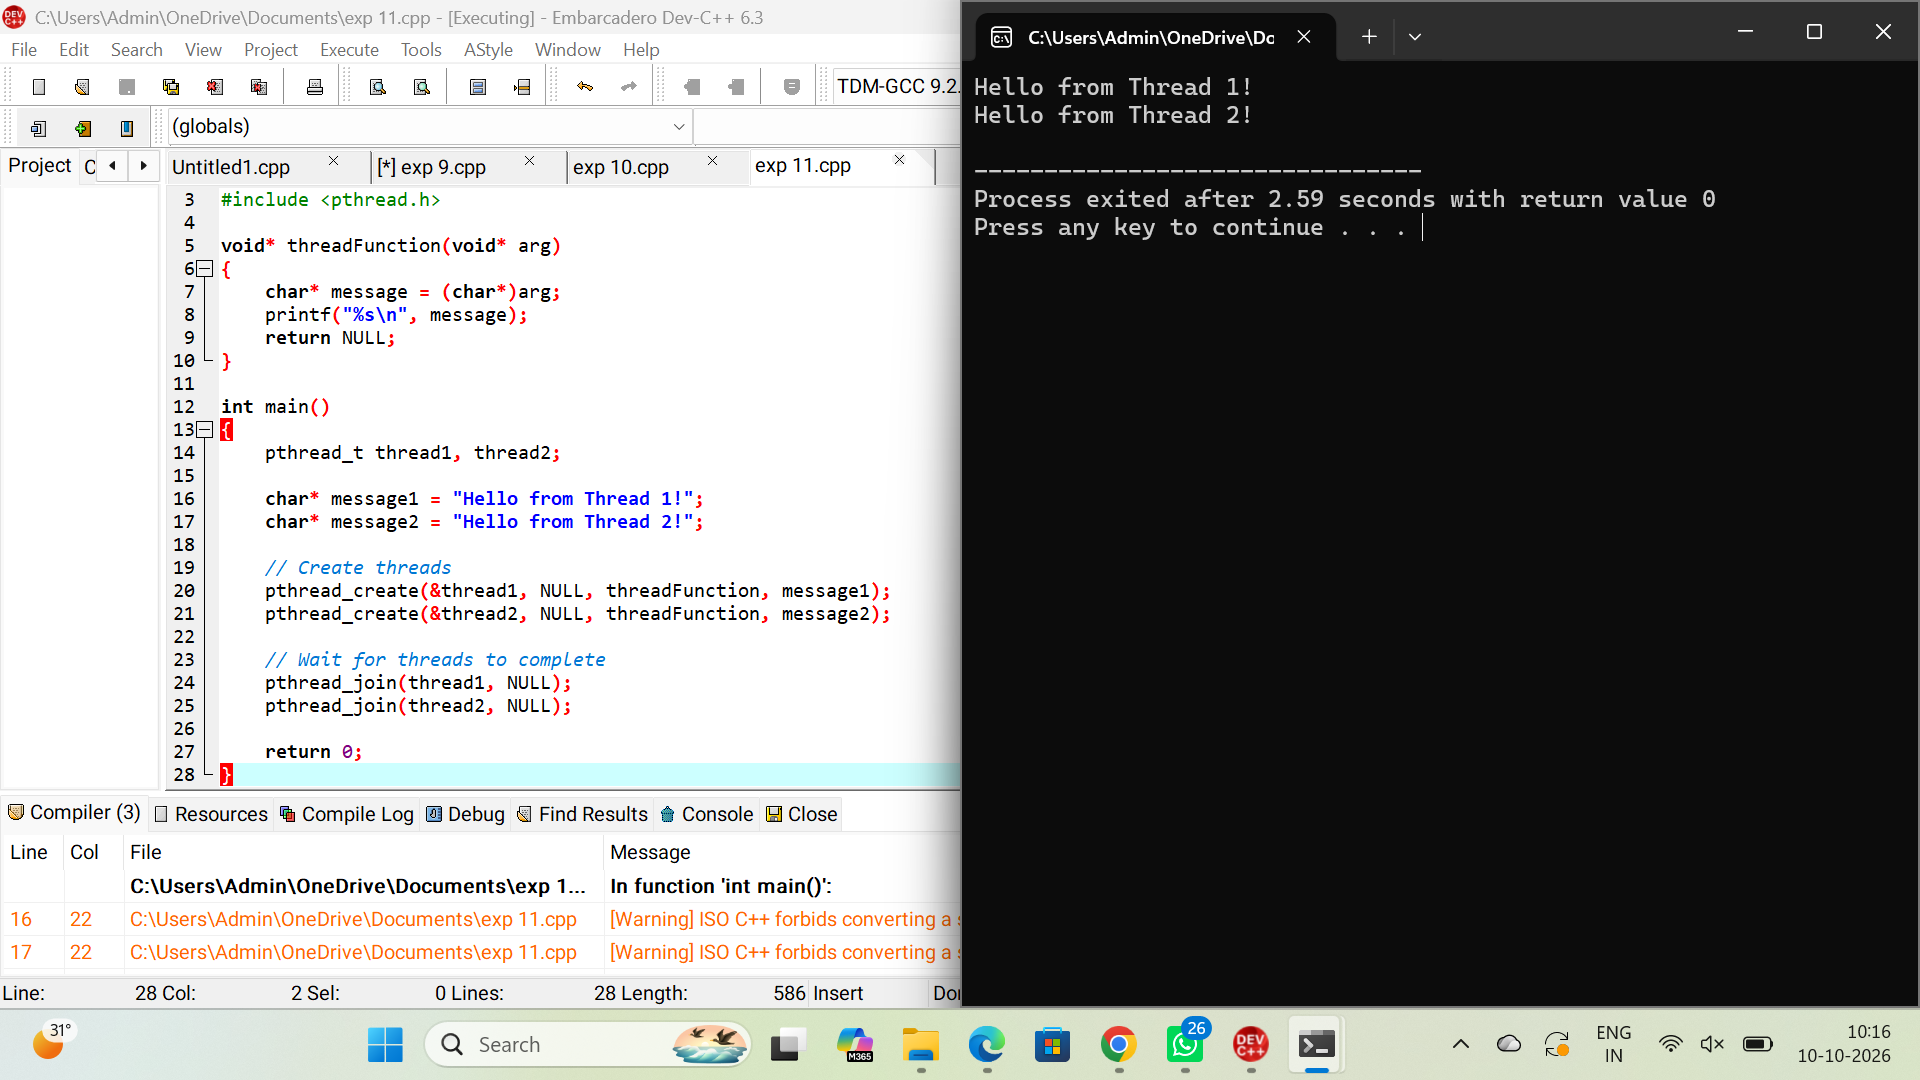 C:\Users\Admin\OneDrive\Documents\exp 11.cpp - [Executing] - Embarcadero Dev-C++ 6.3
File Edit Search View Project Execute Tools AStyle Window Help
TDM-GCC 9.2.
(globals)
Project C
Untitled1.cpp [*] exp 9.cpp exp 10.cpp exp 11.cpp
3 #include <pthread.h>
4
5 void* threadFunction(void* arg)
6 {
7 char* message = (char*)arg;
8 printf("%s\n", message);
9 return NULL;
10 }
11
12 int main()
13 {
14 pthread_t thread1, thread2;
15
16 char* message1 = "Hello from Thread 1!";
17 char* message2 = "Hello from Thread 2!";
18
19 // Create threads
20 pthread_create(&thread1, NULL, threadFunction, message1);
21 pthread_create(&thread2, NULL, threadFunction, message2);
22
23 // Wait for threads to complete
24 pthread_join(thread1, NULL);
25 pthread_join(thread2, NULL);
26
27 return 0;
28 }
Compiler (3) Resources Compile Log Debug Find Results Console Close
Line Col File Message
C:\Users\Admin\OneDrive\Documents\exp 1... In function 'int main()':
16 22 C:\Users\Admin\OneDrive\Documents\exp 11.cpp [Warning] ISO C++ forbids converting a s
17 22 C:\Users\Admin\OneDrive\Documents\exp 11.cpp [Warning] ISO C++ forbids converting a s
Line: 28 Col: 2 Sel: 0 Lines: 28 Length: 586 Insert Do
C:\Users\Admin\OneDrive\Do
Hello from Thread 1!
Hello from Thread 2!
--------------------------------
Process exited after 2.59 seconds with return value 0
Press any key to continue . . .
31°
Search
M365
26
DEV C++
ENG
IN
10:16
10-10-2026